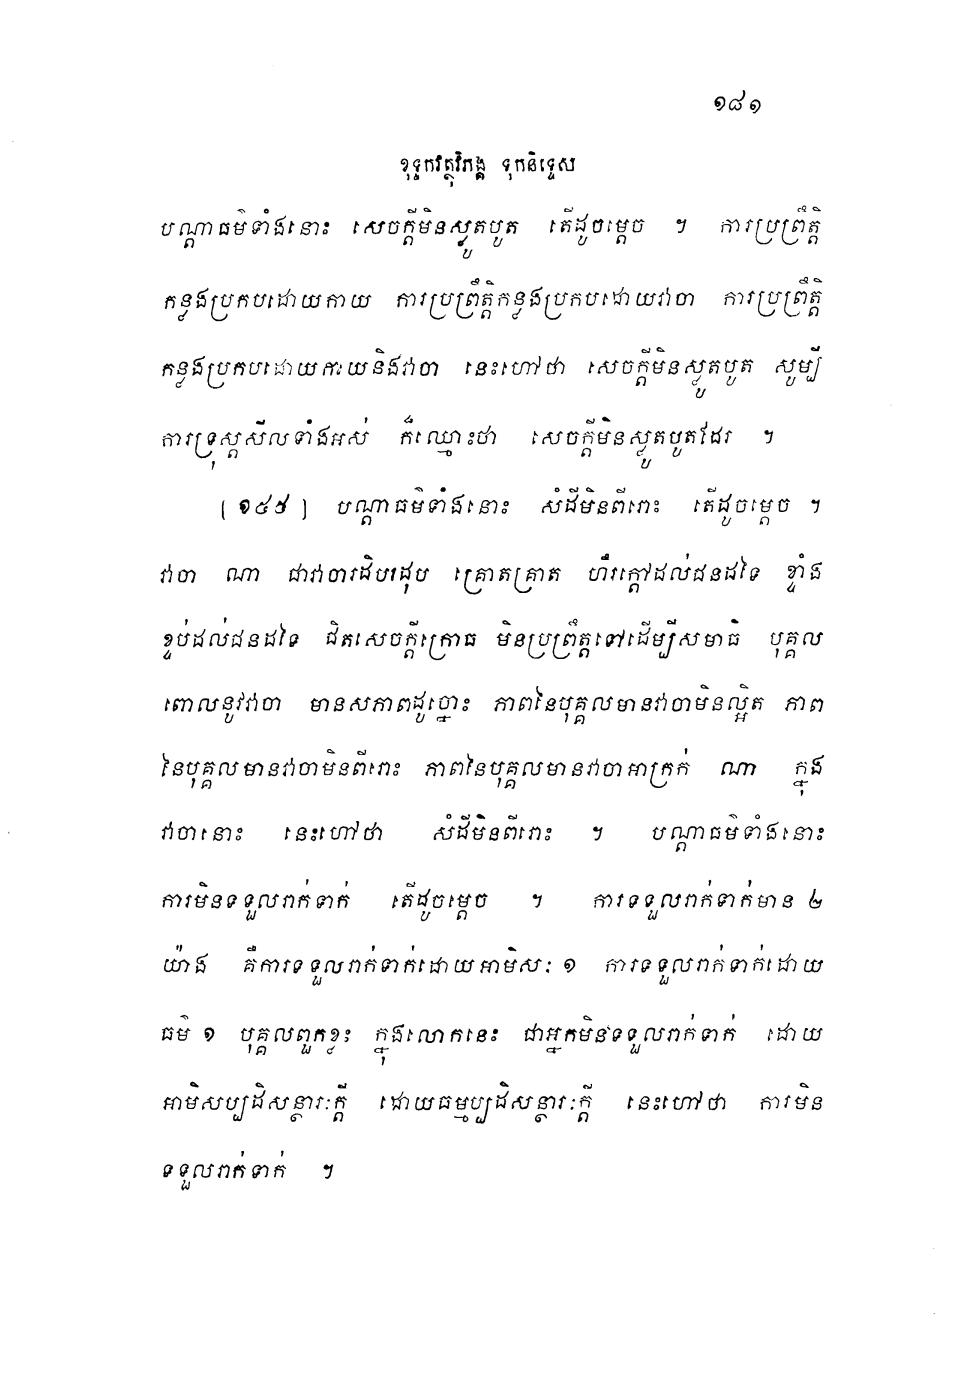 ១៨១
ខុទ្ទកវត្ថុវិភង្គ ទុកនិទ្ទេស
បណ្តាធម៌ទាំងនោះ សេចក្តីមិនស្លូតបូត តើដូចម្តេច ។ ការប្រព្រឹត្តិ
កន្លងប្រកបដោយកាយ ការប្រព្រឹត្តិកន្លងប្រកបដោយវាចា ការប្រព្រឹត្តិ
កន្លងប្រកបដោយកាយនិងវាចា នេះហៅថា សេចក្តីមិនស្លូតបូត សូម្បី
ការទ្រុស្តសីលទាំងអស់ ក៏ឈ្មោះថា សេចក្តីមិនស្លូតបូតដែរ ។
[ ១៤៥ ] បណ្តាធម៌ទាំងនោះ សំដីមិនពីរោះ តើដូចម្តេច ។
វាចា ណា ជាវាចារដិបរដុប គ្រោតគ្រាត ហឹរក្តៅដល់ជនដទៃ ខ្ទាំង
ខ្ទប់ដល់ជនដទៃ ជិតសេចក្តីក្រោធ មិនប្រព្រឹត្តទៅដើម្បីសមាធិ បុគ្គល
ពោលនូវវាចា មានសភាពដូច្នោះ ភាពនៃបុគ្គលមានវាចាមិនល្អិត ភាព
នៃបុគ្គលមានវាចាមិនពីរោះ ភាពនៃបុគ្គលមានវាចាអាក្រក់ ណា ក្នុង
វាចានោះ នេះហៅថា សំដីមិនពីរោះ ។ បណ្តាធម៌ទាំងនោះ
ការមិនទទួលរាក់ទាក់ តើដូចម្តេច ។ ការទទួលរាក់ទាក់មាន ២
យ៉ាង គឺការទទួលរាក់ទាក់ដោយអាមិសៈ ១ ការទទួលរាក់ទាក់ដោយ
ធម៌ ១ បុគ្គលពួកខ្លះ ក្នុងលោកនេះ ជាអ្នកមិនទទួលរាក់ទាក់ ដោយ
អាមិសប្បដិសន្ថារៈក្តី ដោយធម្មប្បដិសន្ថារៈក្តី នេះហៅថា ការមិន
ទទួលរាក់ទាក់ ។